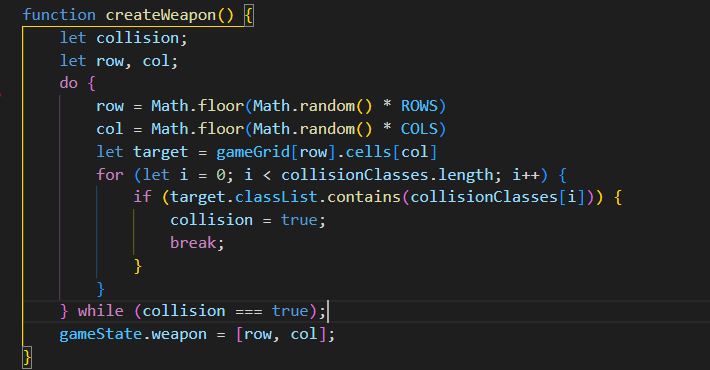 function createWeapon() {
    let collision;
    let row, col;
    do {
        row = Math.floor(Math.random() * ROWS)
        col = Math.floor(Math.random() * COLS)
        let target = gameGrid[row].cells[col]
        for (let i = 0; i < collisionClasses.length; i++) {
            if (target.classList.contains(collisionClasses[i])) {
                collision = true;
                break;
            }
        }
    } while (collision === true);
    gameState.weapon = [row, col];
}